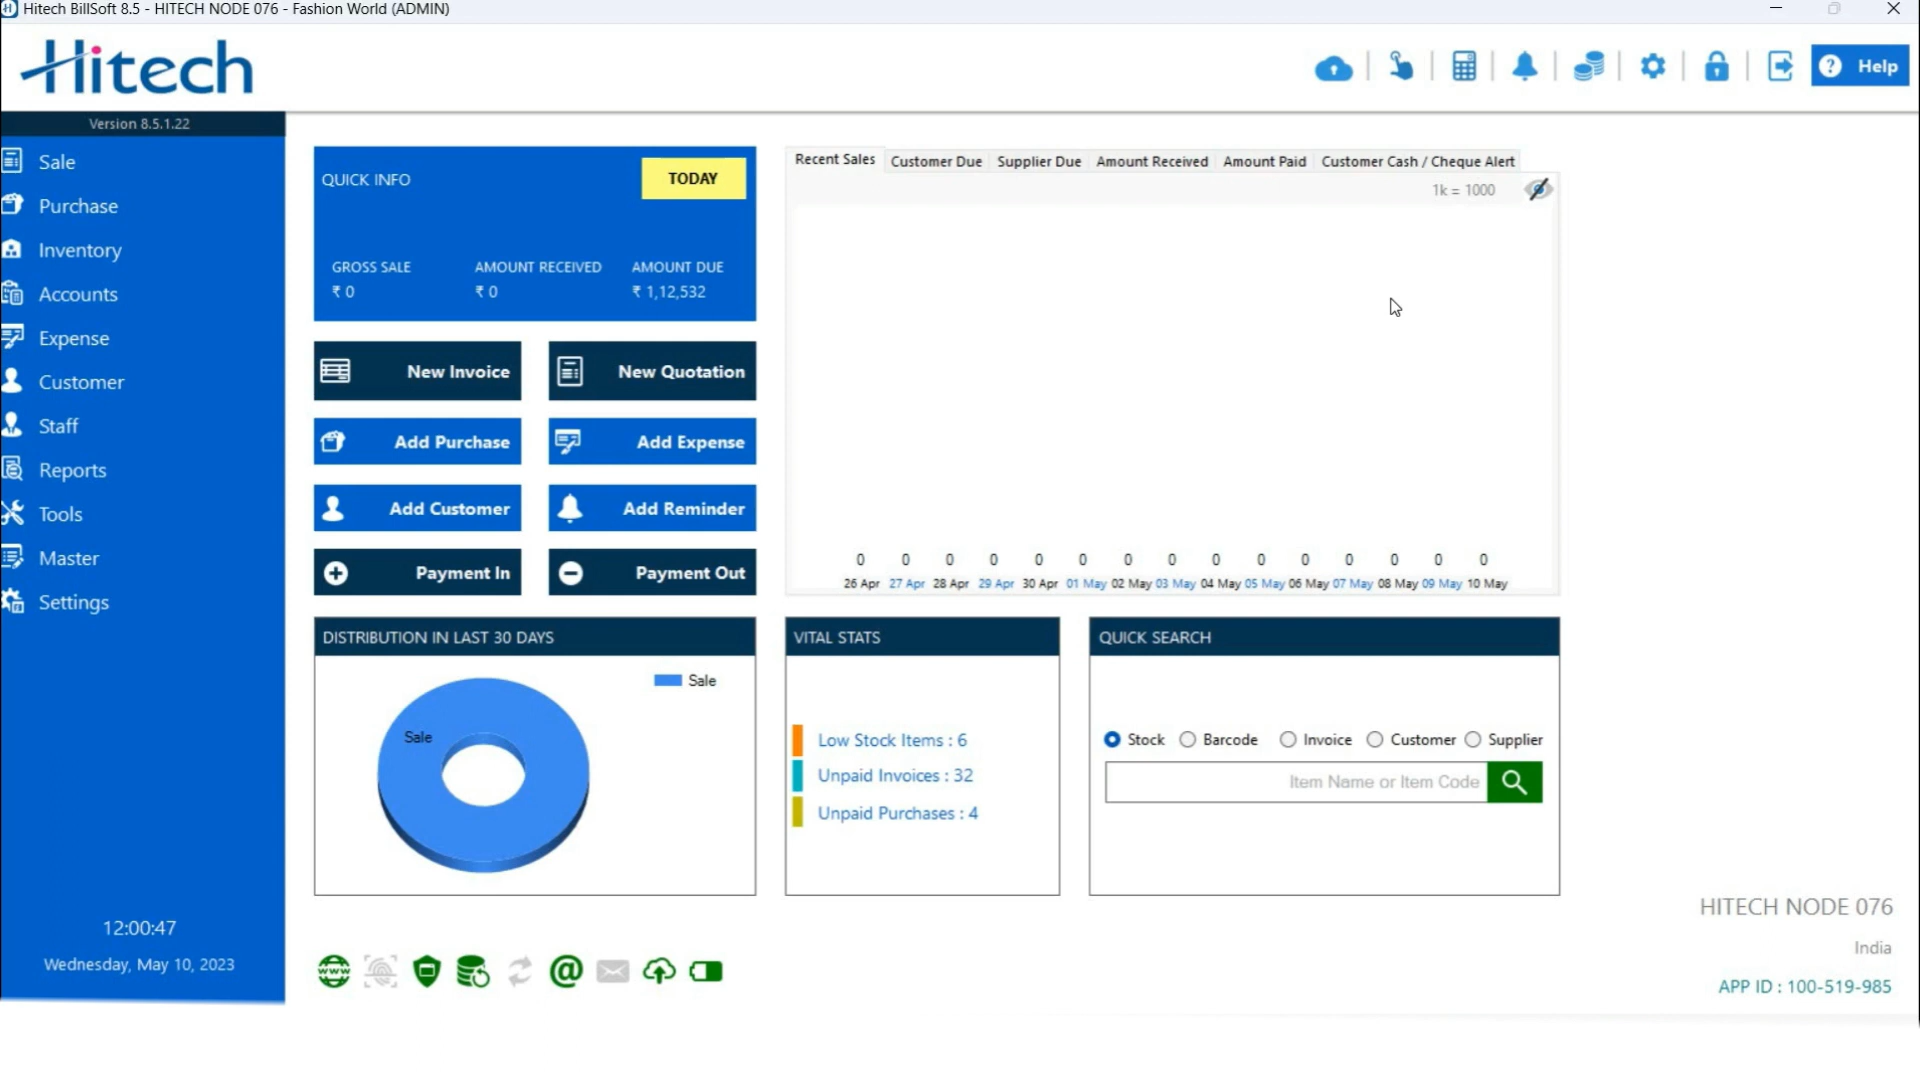 Hitech BillSoft 8.5 - HITECH NODE 076 - Fashion World (ADMIN)
Hitech
Help
Version 8.5.1.22
Sale
Purchase
Inventory
Accounts
Expense
Customer
Staff
Reports
Tools
Master
Settings
12:00:47
Wednesday, May 10, 2023
QUICK INFO
TODAY
GROSS SALE AMOUNT RECEIVED AMOUNT DUE
₹ 0 ₹ 0 ₹ 1,12,532
New Invoice New Quotation
Add Purchase Add Expense
Add Customer Add Reminder
Payment In Payment Out
Recent Sales Customer Due Supplier Due Amount Received Amount Paid Customer Cash / Cheque Alert
1k = 1000
0 0 0 0 0 0 0 0 0 0 0 0 0 0 0
26 Apr 27 Apr 28 Apr 29 Apr 30 Apr 01 May 02 May 03 May 04 May 05 May 06 May 07 May 08 May 09 May 10 May
DISTRIBUTION IN LAST 30 DAYS
Sale
Sale
VITAL STATS
Low Stock Items : 6
Unpaid Invoices : 32
Unpaid Purchases : 4
QUICK SEARCH
Stock Barcode Invoice Customer Supplier
Item Name or Item Code
www
@
HITECH NODE 076
India
APP ID : 100-519-985